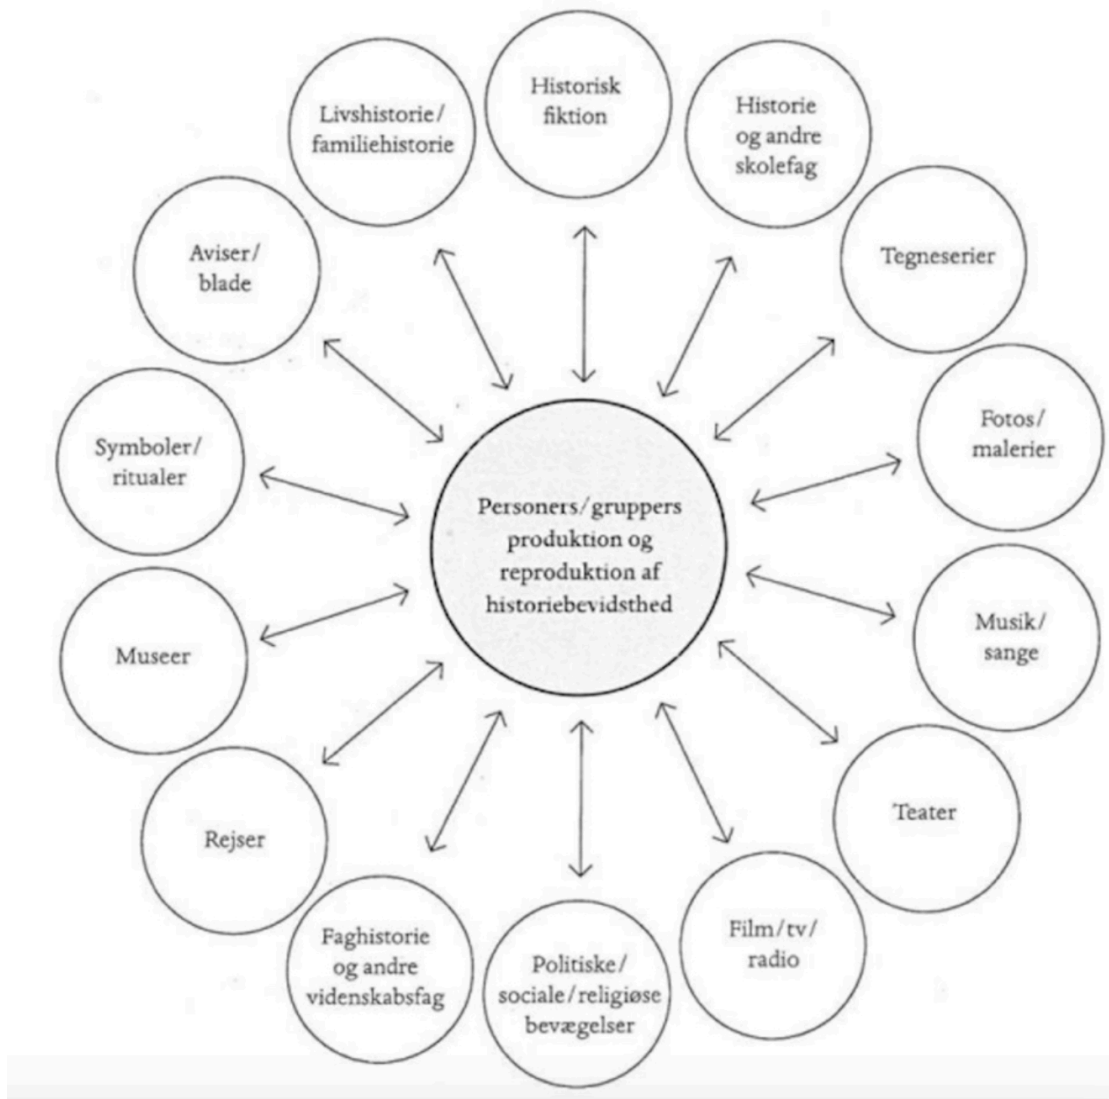 Historisk
fiktion
Historie
og andre
skolefag
Tegneserier
Fotos/
malerier
Musik/
sange
Teater
Film/tv/
radio
Politiske/
sociale/religiøse
bevægelser
Faghistorie
og andre
videnskabsfag
Rejser
Museer
Symboler/
ritualer
Aviser/
blade
Livshistorie/
familiehistorie
Personers/gruppers
produktion og
reproduktion af
historiebevidsthed